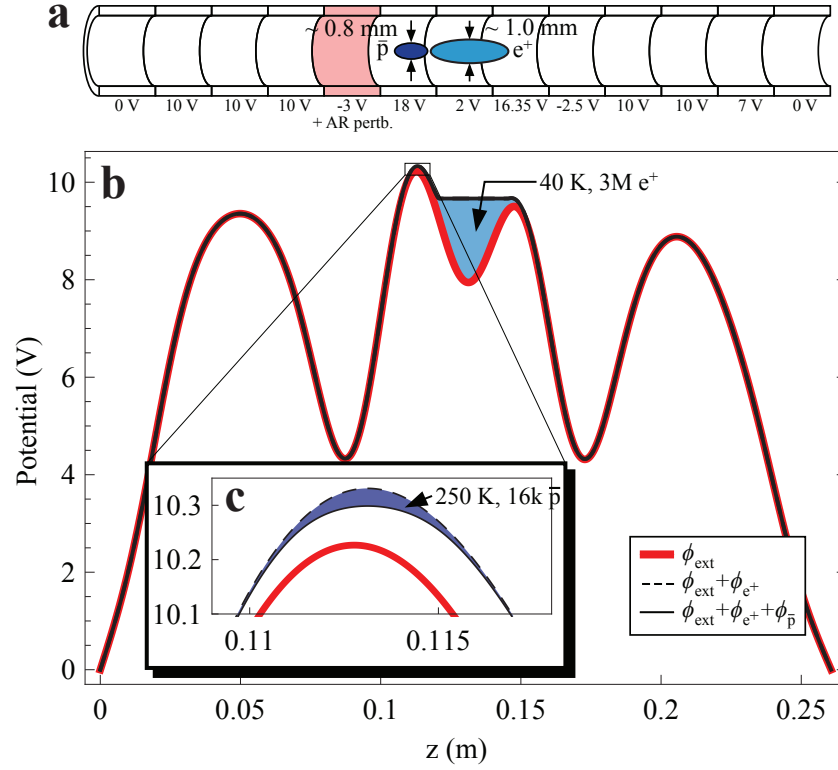 a
~ 0.8 mm
~ 1.0 mm
p̄
e⁺
0 V 10 V 10 V 10 V -3 V 18 V 2 V 16.35 V -2.5 V 10 V 10 V 7 V 0 V
+ AR pertb.
b
40 K, 3M e⁺
10
8
6
4
2
0
Potential (V)
c
250 K, 16k p̄
10.3
10.2
10.1
0.11 0.115
ϕext
ϕext+ϕe⁺
ϕext+ϕe⁺+ϕp̄
0 0.05 0.1 0.15 0.2 0.25
z (m)